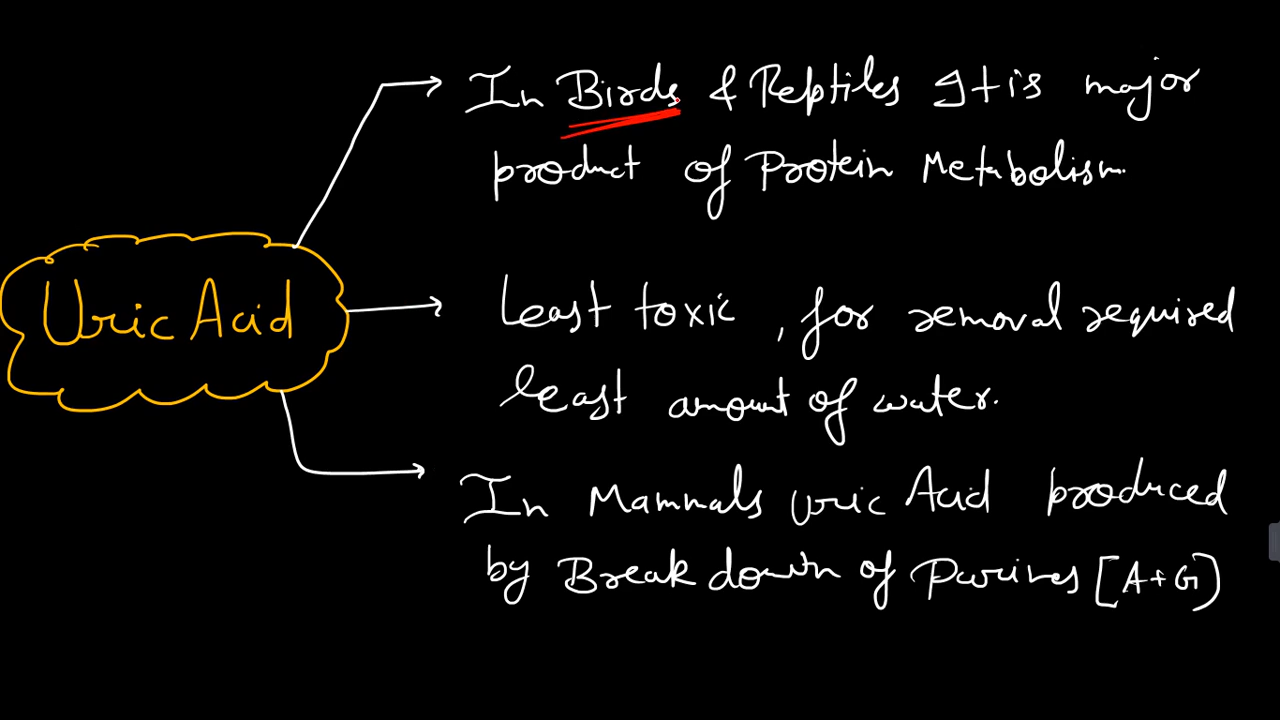 In Birds & Reptiles It is major
product of Protein Metabolism.
Uric Acid
Least toxic, for removal required
least amount of water.
In Mammals Uric Acid produced
by Break down of Purines [A+G]